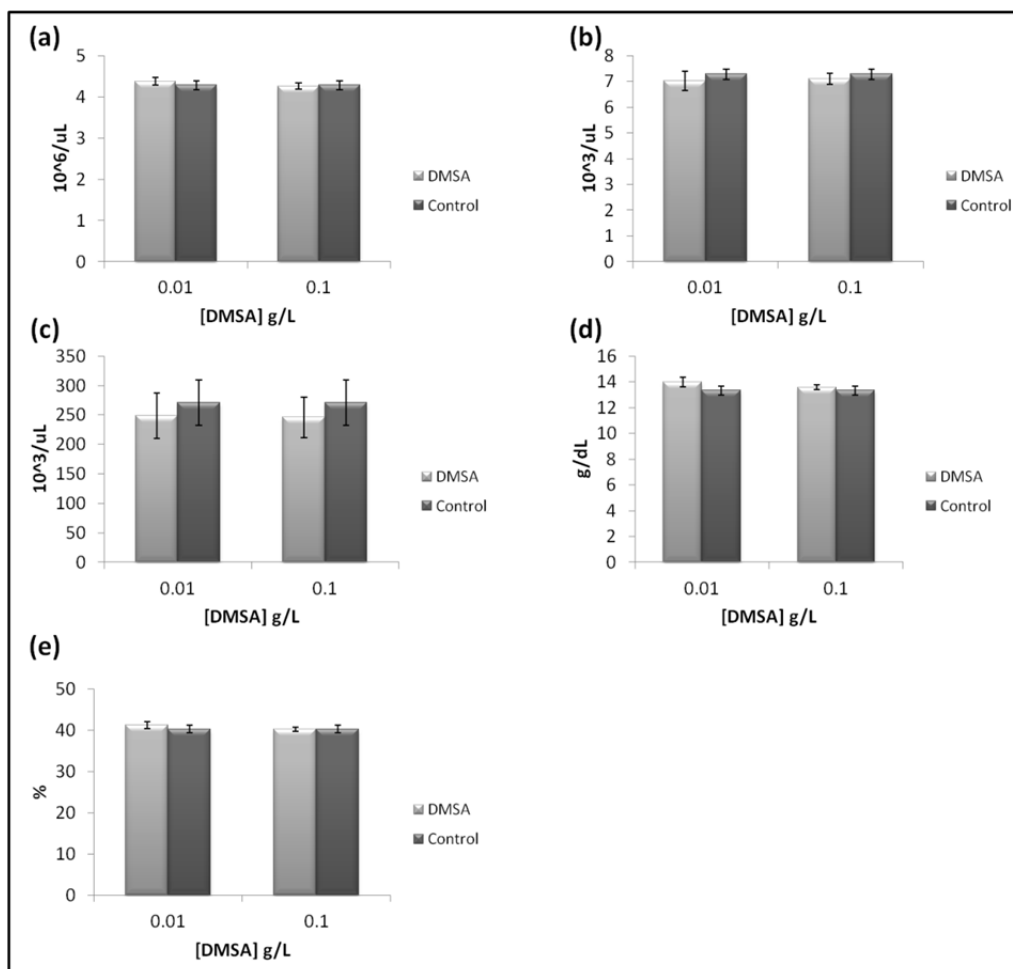 (a)
5
4
3
2
1
0
10^6/uL
0.01 0.1
[DMSA] g/L
DMSA
Control
(b)
8
7
6
5
4
3
2
1
0
10^3/uL
0.01 0.1
[DMSA] g/L
DMSA
Control
(c)
350
300
250
200
150
100
50
0
10^3/uL
0.01 0.1
[DMSA] g/L
DMSA
Control
(d)
16
14
12
10
8
6
4
2
0
g/dL
0.01 0.1
[DMSA] g/L
DMSA
Control
(e)
50
40
30
20
10
0
%
0.01 0.1
[DMSA] g/L
DMSA
Control